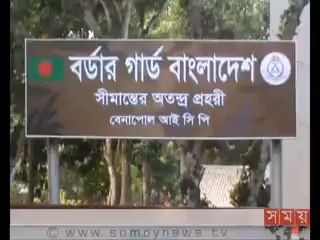 বর্ডার গার্ড বাংলাদেশ
সীমান্তের অতন্দ্র প্রহরী
বেনাপোল আই সি পি
সময়
© www.somoynews.tv